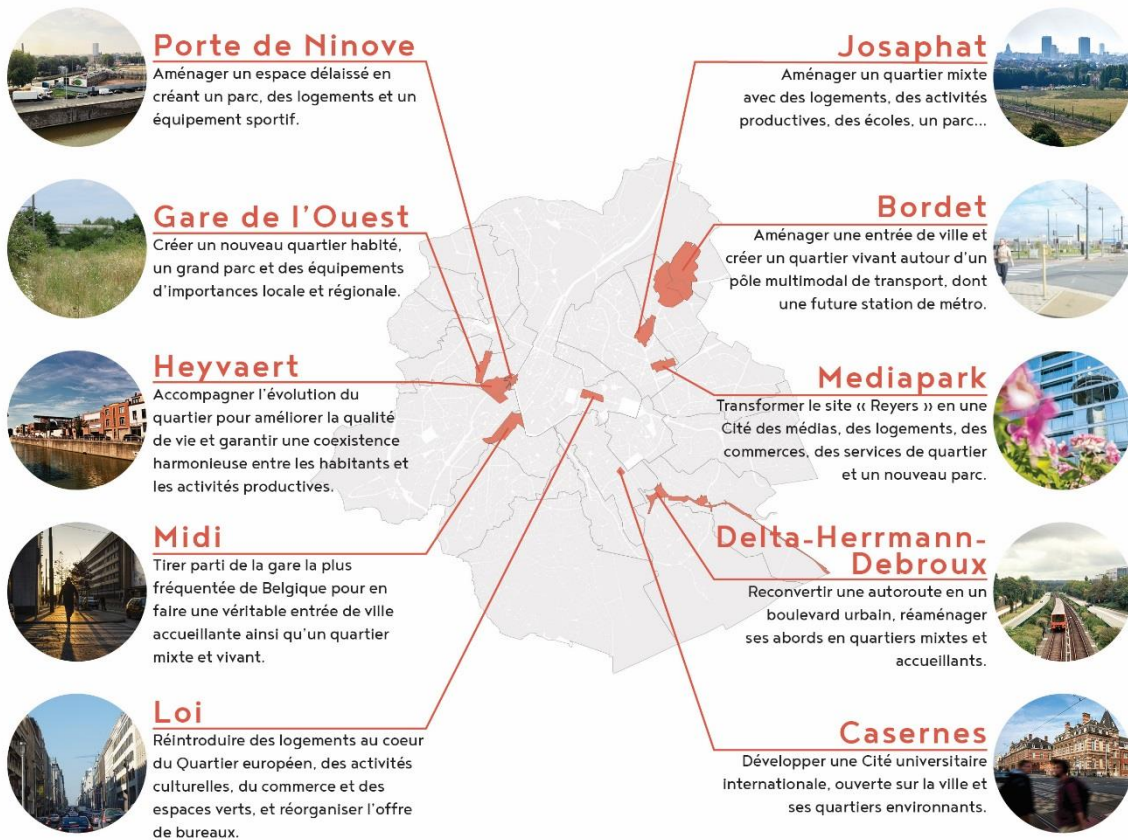 Porte de Ninove
Aménager un espace délaissé en
créant un parc, des logements et un
équipement sportif.
Gare de l'Ouest
Créer un nouveau quartier habité,
un grand parc et des équipements
d'importances locale et régionale.
Heyvaert
Accompagner l'évolution du
quartier pour améliorer la qualité
de vie et garantir une coexistence
harmonieuse entre les habitants et
les activités productives.
Midi
Tirer parti de la gare la plus
fréquentée de Belgique pour en
faire une véritable entrée de ville
accueillante ainsi qu'un quartier
mixte et vivant.
Loi
Réintroduire des logements au coeur
du Quartier européen, des activités
culturelles, du commerce et des
espaces verts, et réorganiser l'offre
de bureaux.
Josaphat
Aménager un quartier mixte
avec des logements, des activités
productives, des écoles, un parc...
Bordet
Aménager une entrée de ville et
créer un quartier vivant autour d'un
pôle multimodal de transport, dont
une future station de métro.
Mediapark
Transformer le site « Reyers » en une
Cité des médias, des logements, des
commerces, des services de quartier
et un nouveau parc.
Delta-Herrmann-
Debroux
Reconvertir une autoroute en un
boulevard urbain, réaménager
ses abords en quartiers mixtes et
accueillants.
Casernes
Développer une Cité universitaire
internationale, ouverte sur la ville et
ses quartiers environnants.